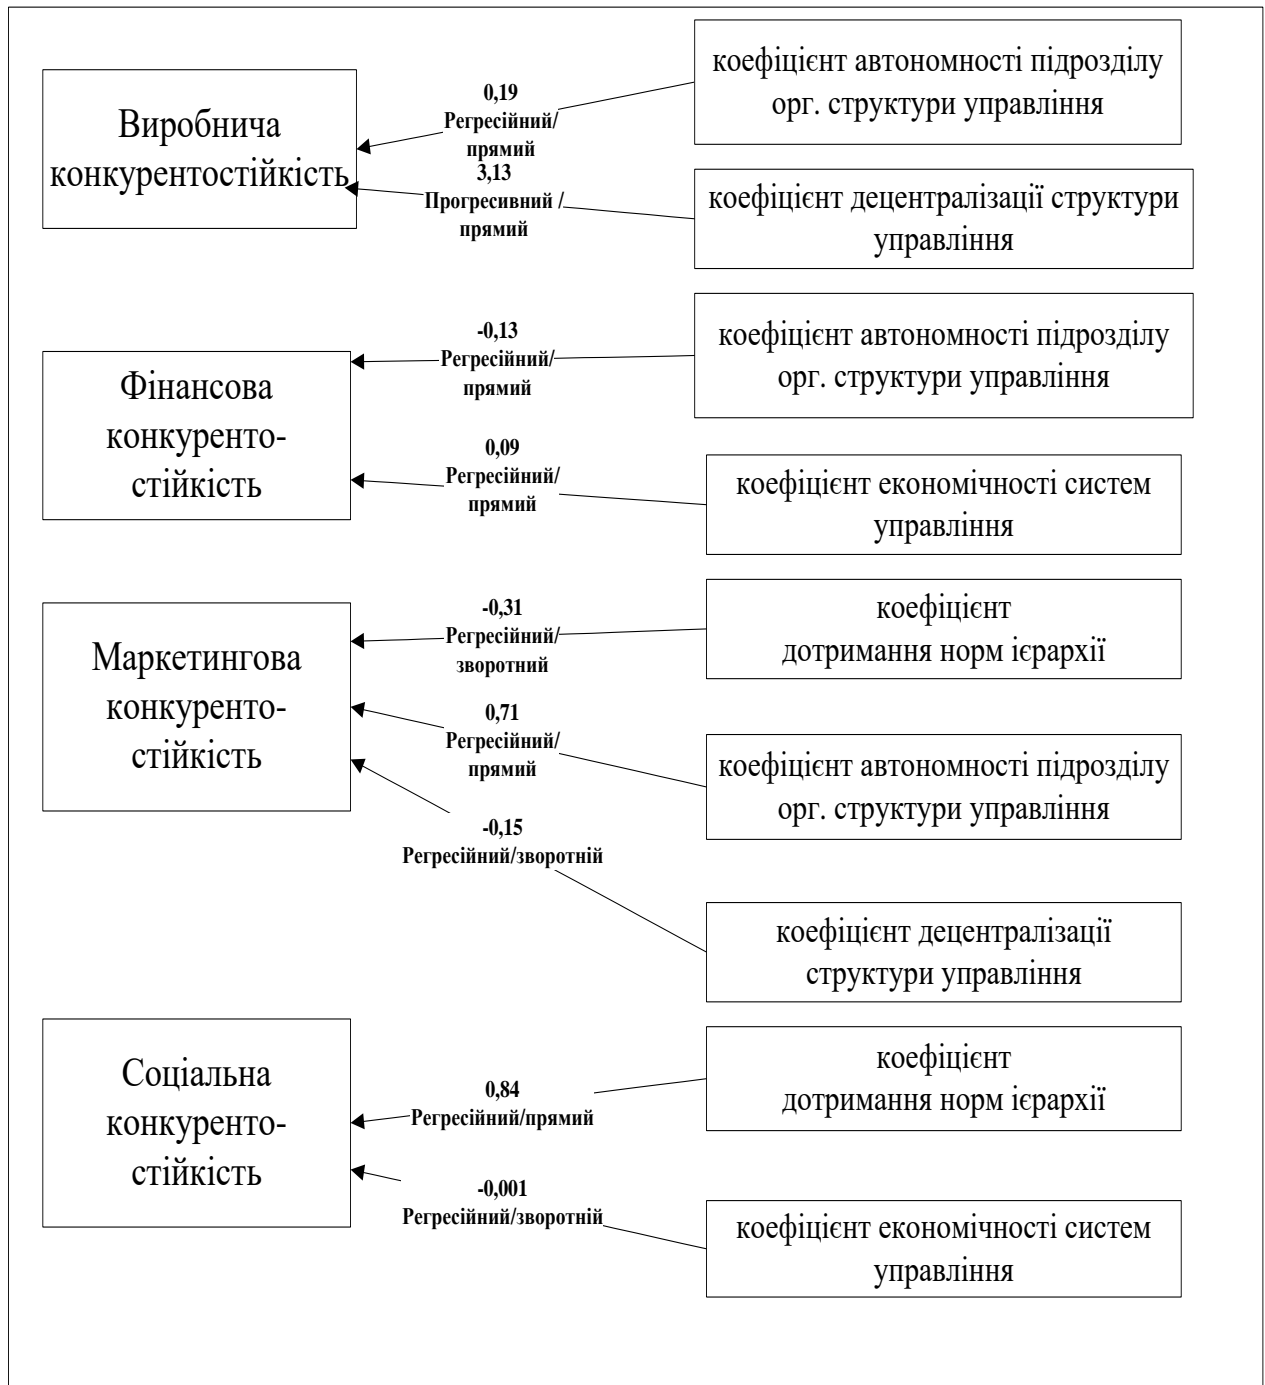 Виробнича
конкурентостійкість
0,19
Регресійний/
прямий
коефіцієнт автономності підрозділу
орг. структури управління
3,13
Прогресивний /
прямий
коефіцієнт децентралізації структури
управління
Фінансова
конкуренто-
стійкість
-0,13
Регресійний/
прямий
коефіцієнт автономності підрозділу
орг. структури управління
0,09
Регресійний/
прямий
коефіцієнт економічності систем
управління
Маркетингова
конкуренто-
стійкість
-0,31
Регресійний/
зворотний
коефіцієнт
дотримання норм ієрархії
0,71
Регресійний/
прямий
коефіцієнт автономності підрозділу
орг. структури управління
-0,15
Регресійний/зворотній
коефіцієнт децентралізації
структури управління
Соціальна
конкуренто-
стійкість
0,84
Регресійний/прямий
коефіцієнт
дотримання норм ієрархії
-0,001
Регресійний/зворотній
коефіцієнт економічності систем
управління